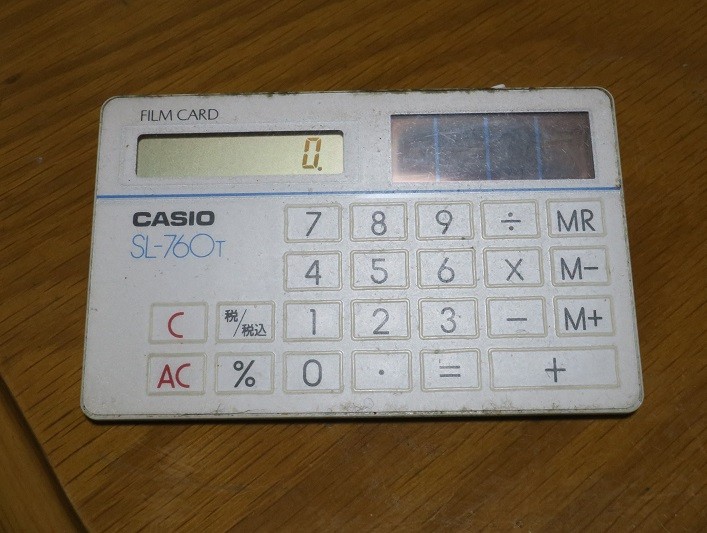 FILM CARD
0.
CASIO
SL-760T
7 8 9 ÷ MR
4 5 6 X M−
C 税/税込 1 2 3 − M+
AC % 0 · = +